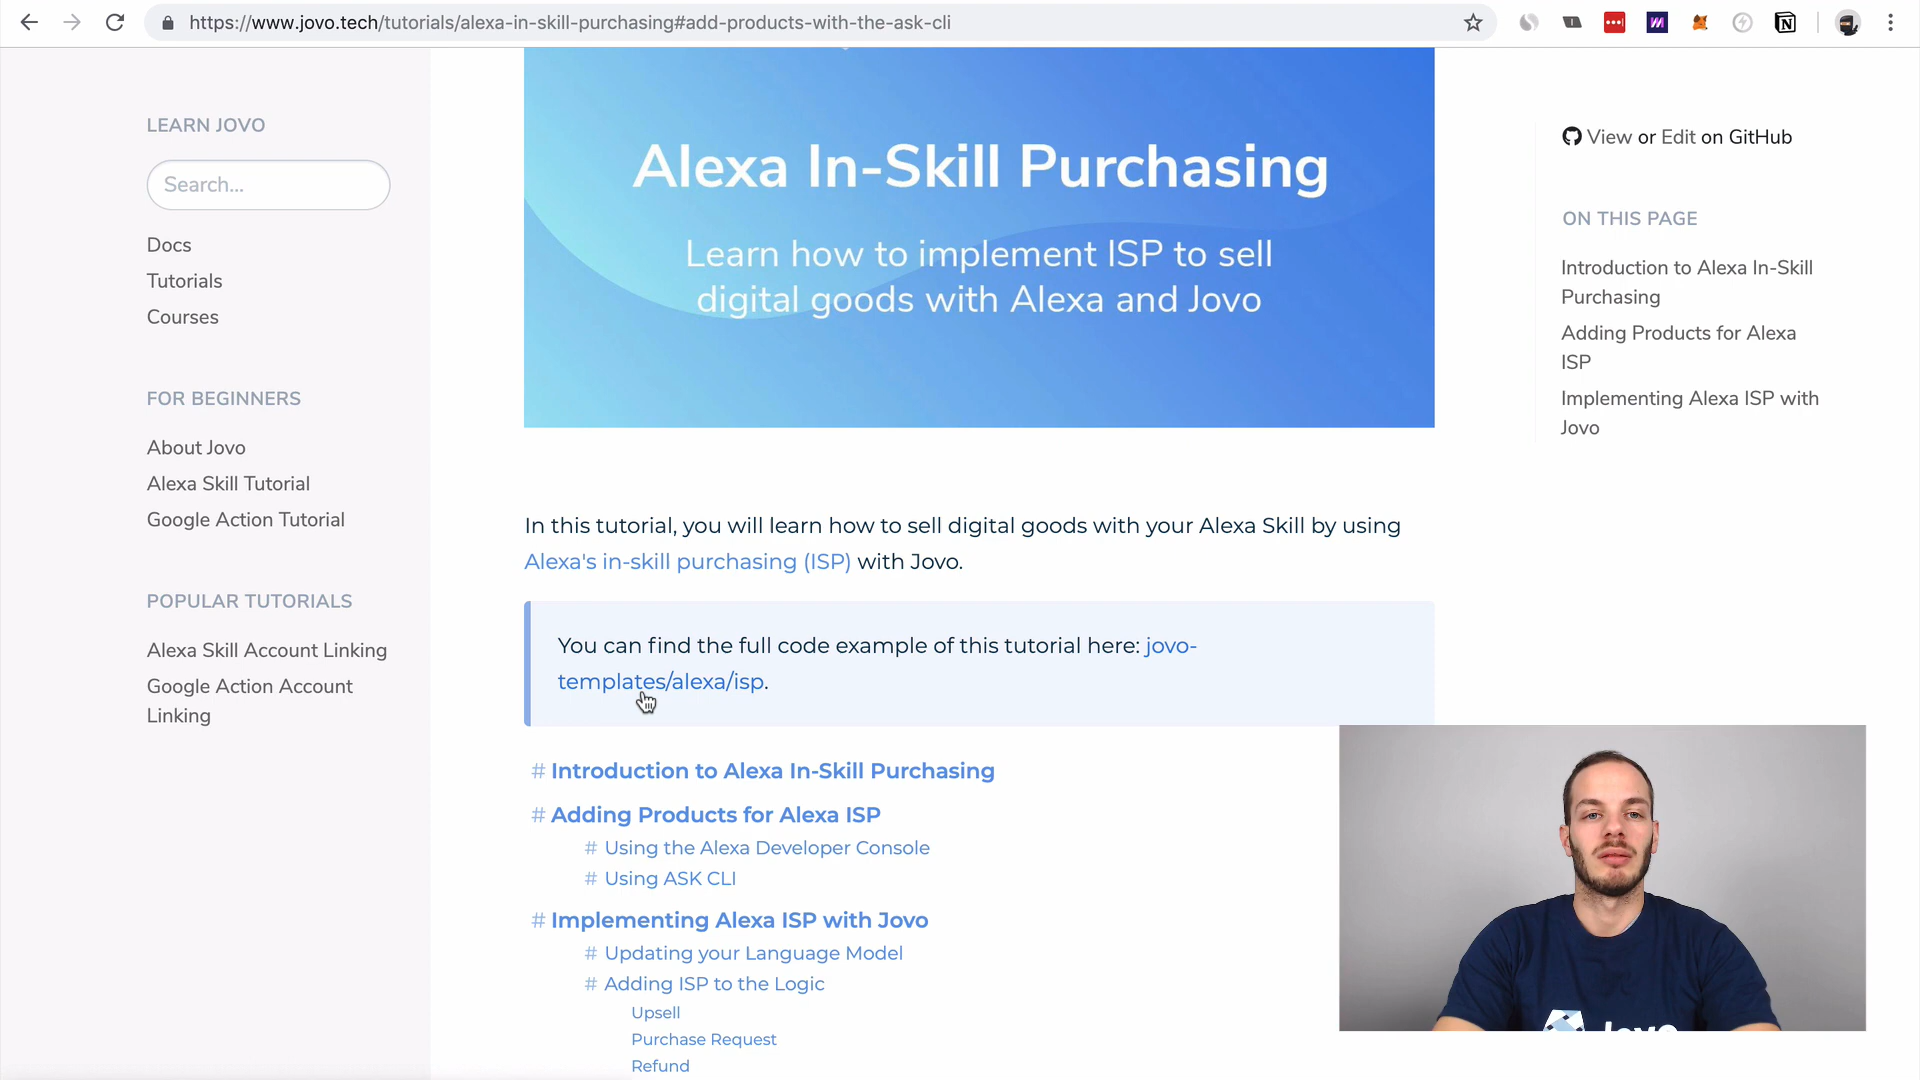 https://www.jovo.tech/tutorials/alexa-in-skill-purchasing#add-products-with-the-ask-cli
LEARN JOVO
Search...
Docs
Tutorials
Courses
FOR BEGINNERS
About Jovo
Alexa Skill Tutorial
Google Action Tutorial
POPULAR TUTORIALS
Alexa Skill Account Linking
Google Action Account
Linking
Alexa In-Skill Purchasing
Learn how to implement ISP to sell
digital goods with Alexa and Jovo
In this tutorial, you will learn how to sell digital goods with your Alexa Skill by using
Alexa's in-skill purchasing (ISP) with Jovo.
You can find the full code example of this tutorial here: jovo-
templates/alexa/isp.
# Introduction to Alexa In-Skill Purchasing
# Adding Products for Alexa ISP
# Using the Alexa Developer Console
# Using ASK CLI
# Implementing Alexa ISP with Jovo
# Updating your Language Model
# Adding ISP to the Logic
Upsell
Purchase Request
Refund
View or Edit on GitHub
ON THIS PAGE
Introduction to Alexa In-Skill
Purchasing
Adding Products for Alexa
ISP
Implementing Alexa ISP with
Jovo
Jovo